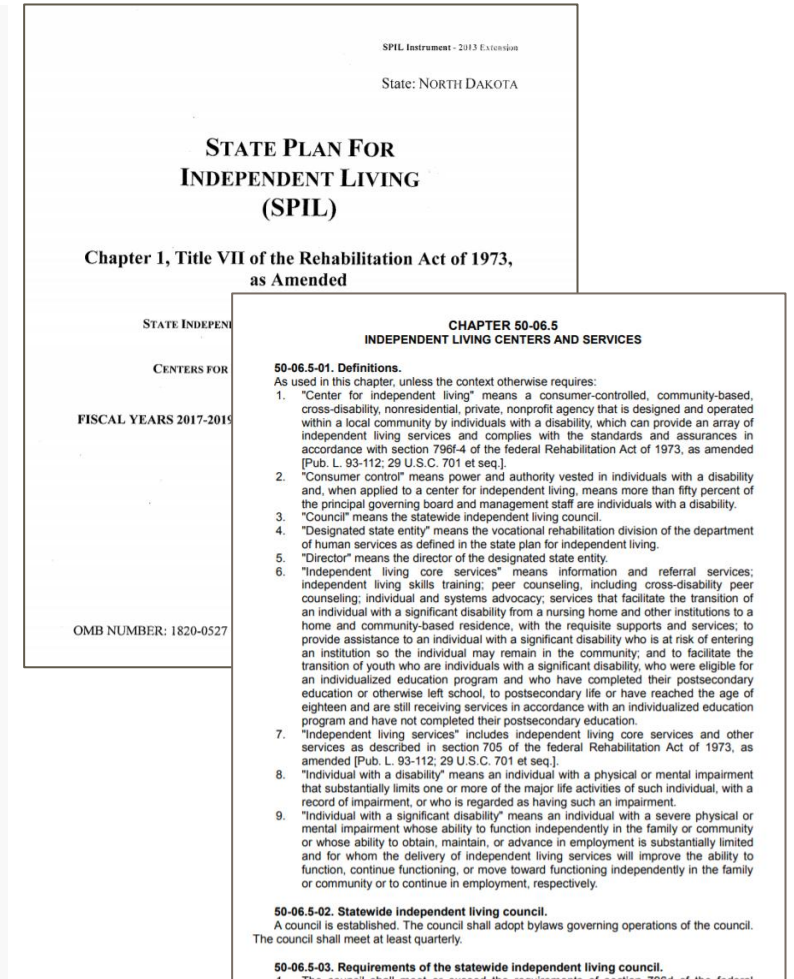 SPIL Instrument - 2013 Extension
State: NORTH DAKOTA
STATE PLAN FOR
INDEPENDENT LIVING
(SPIL)
Chapter 1, Title VII of the Rehabilitation Act of 1973,
as Amended
STATE INDEPEN
CENTERS FOR
FISCAL YEARS 2017-2019
OMB NUMBER: 1820-0527
CHAPTER 50-06.5
INDEPENDENT LIVING CENTERS AND SERVICES
50-06.5-01. Definitions.
As used in this chapter, unless the context otherwise requires:
1. "Center for independent living" means a consumer-controlled, community-based,
cross-disability, nonresidential, private, nonprofit agency that is designed and operated
within a local community by individuals with a disability, which can provide an array of
independent living services and complies with the standards and assurances in
accordance with section 796f-4 of the federal Rehabilitation Act of 1973, as amended
[Pub. L. 93-112; 29 U.S.C. 701 et seq.].
2. "Consumer control" means power and authority vested in individuals with a disability
and, when applied to a center for independent living, means more than fifty percent of
the principal governing board and management staff are individuals with a disability.
3. "Council" means the statewide independent living council.
4. "Designated state entity" means the vocational rehabilitation division of the department
of human services as defined in the state plan for independent living.
5. "Director" means the director of the designated state entity.
6. "Independent living core services" means information and referral services;
independent living skills training; peer counseling, including cross-disability peer
counseling; individual and systems advocacy; services that facilitate the transition of
an individual with a significant disability from a nursing home and other institutions to a
home and community-based residence, with the requisite supports and services; to
provide assistance to an individual with a significant disability who is at risk of entering
an institution so the individual may remain in the community; and to facilitate the
transition of youth who are individuals with a significant disability, who were eligible for
an individualized education program and who have completed their postsecondary
education or otherwise left school, to postsecondary life or have reached the age of
eighteen and are still receiving services in accordance with an individualized education
program and have not completed their postsecondary education.
7. "Independent living services" includes independent living core services and other
services as described in section 705 of the federal Rehabilitation Act of 1973, as
amended [Pub. L. 93-112; 29 U.S.C. 701 et seq.].
8. "Individual with a disability" means an individual with a physical or mental impairment
that substantially limits one or more of the major life activities of such individual, with a
record of impairment, or who is regarded as having such an impairment.
9. "Individual with a significant disability" means an individual with a severe physical or
mental impairment whose ability to function independently in the family or community
or whose ability to obtain, maintain, or advance in employment is substantially limited
and for whom the delivery of independent living services will improve the ability to
function, continue functioning, or move toward functioning independently in the family
or community or to continue in employment, respectively.
50-06.5-02. Statewide independent living council.
A council is established. The council shall adopt bylaws governing operations of the council.
The council shall meet at least quarterly.
50-06.5-03. Requirements of the statewide independent living council.